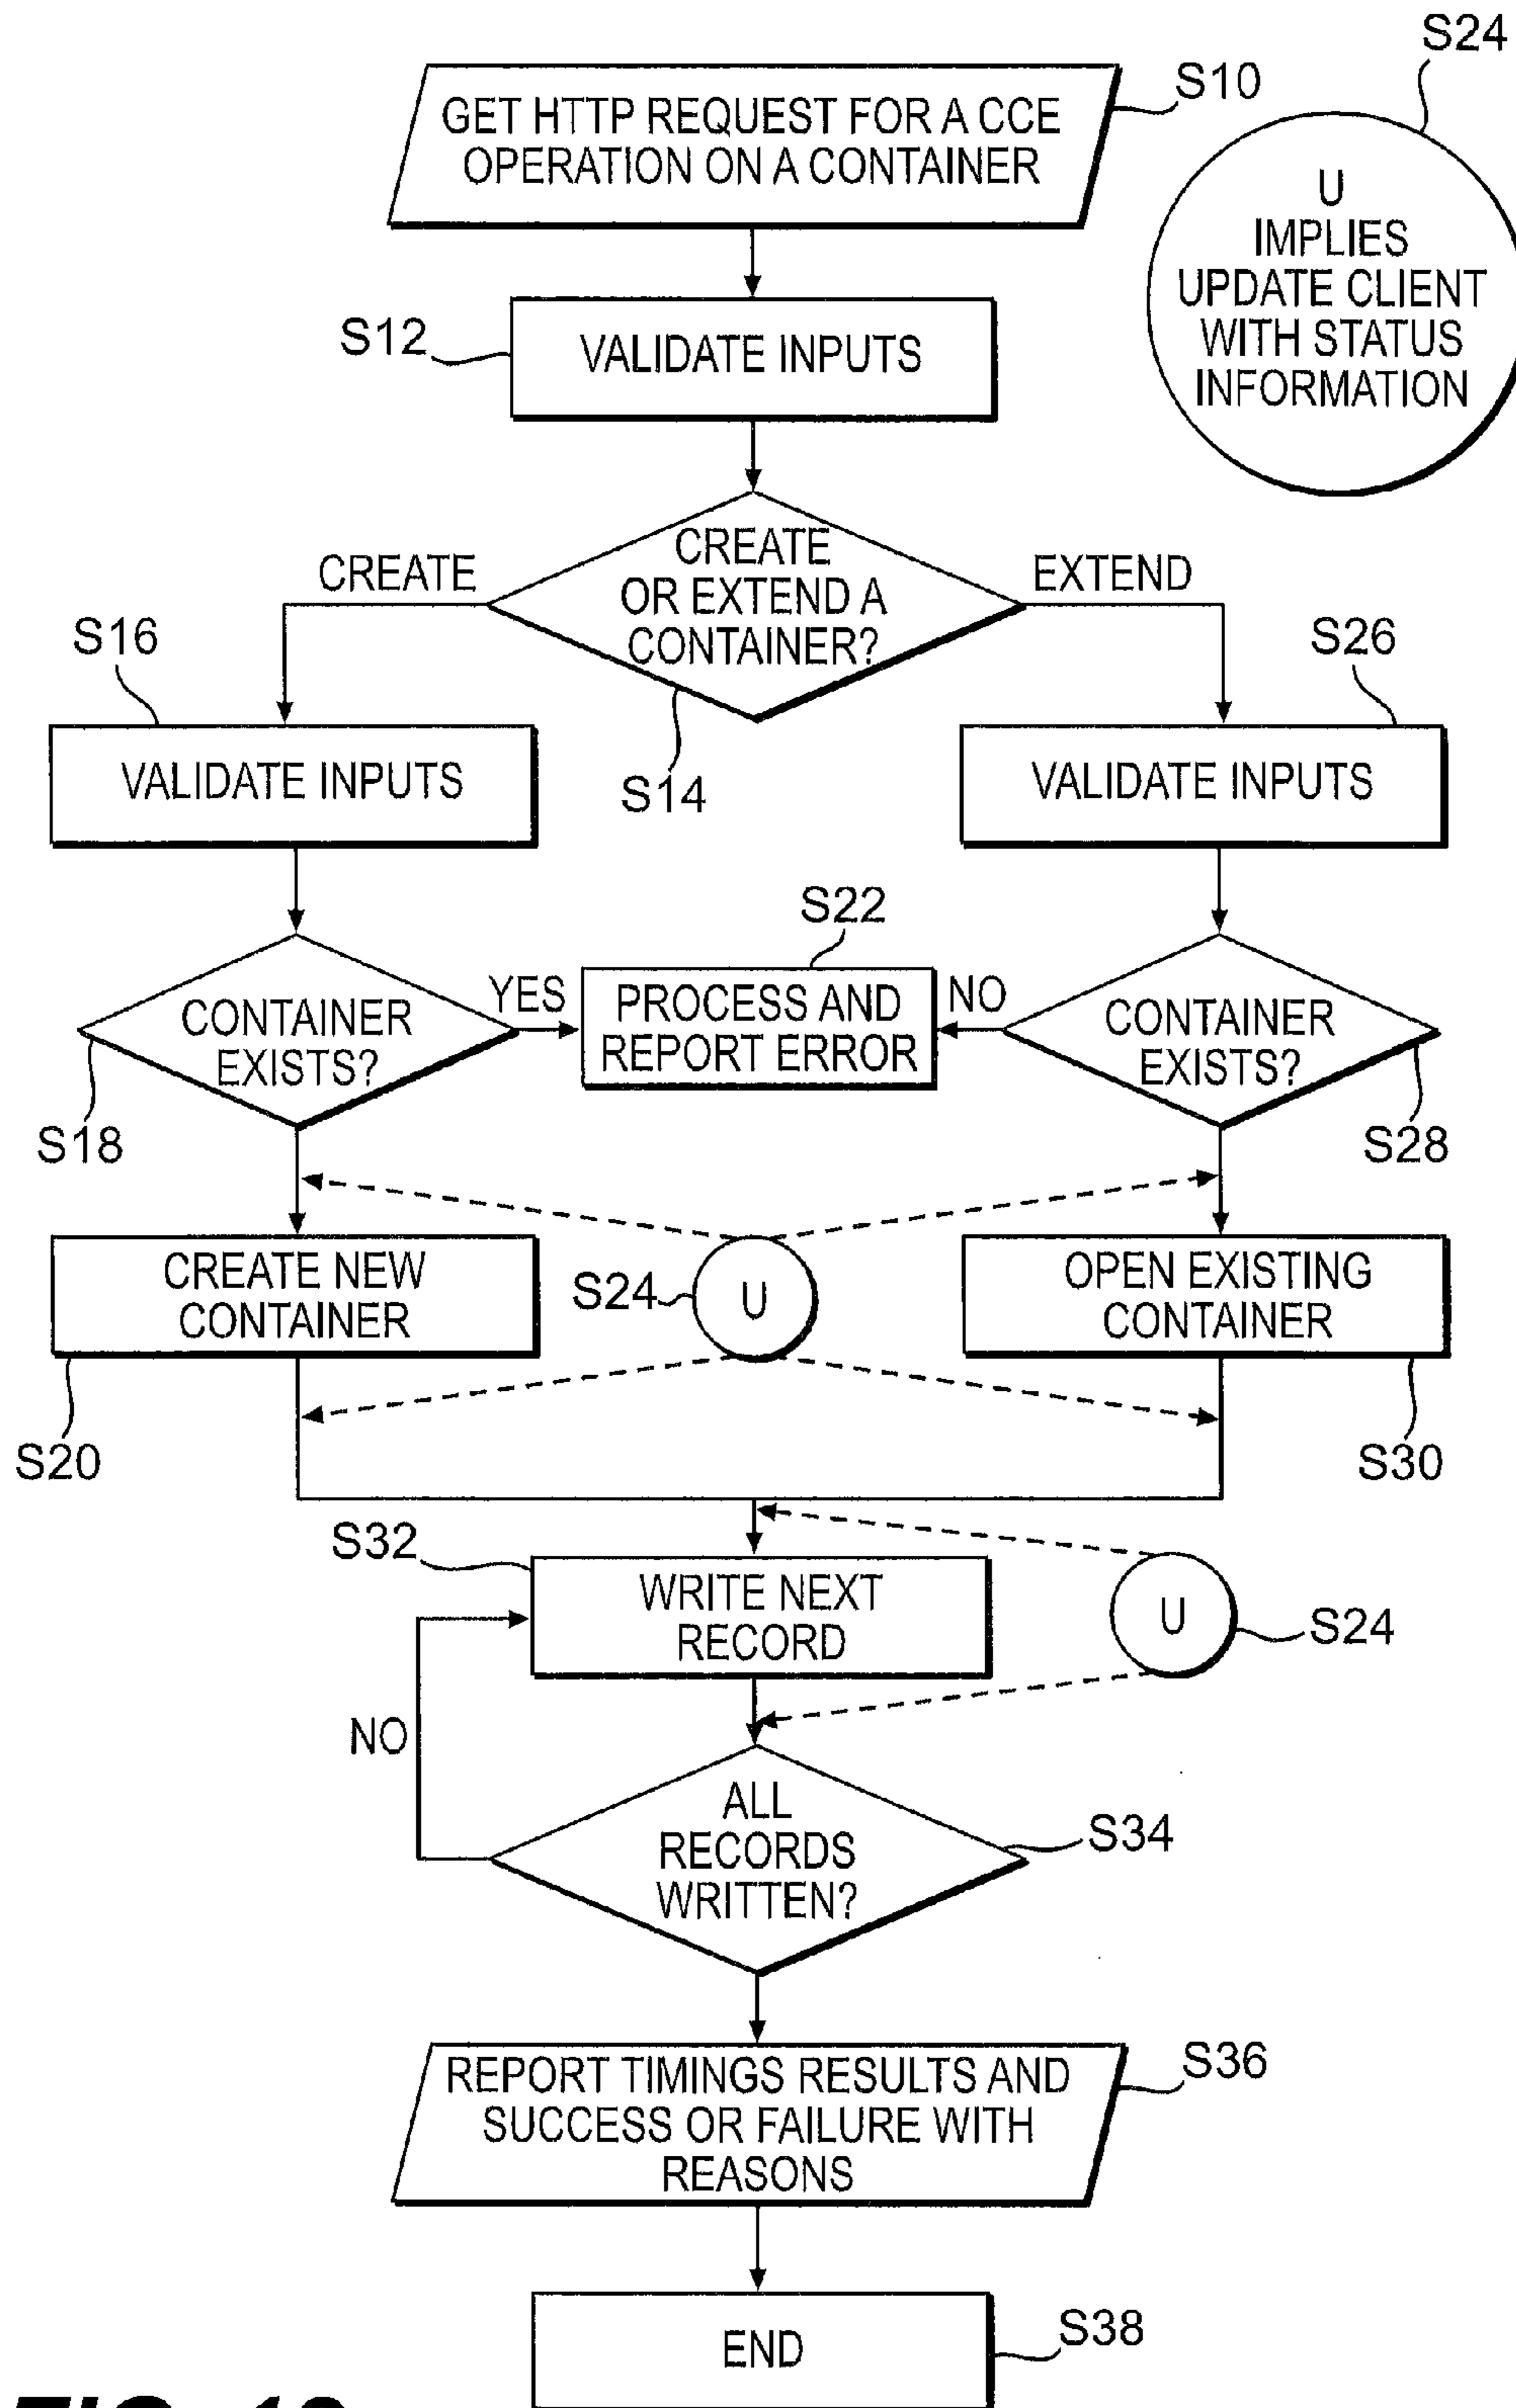 S24
S10
GET HTTP REQUEST FOR A CCE
OPERATION ON A CONTAINER
U
IMPLIES
UPDATE CLIENT
WITH STATUS
INFORMATION
S12
VALIDATE INPUTS
CREATE
OR EXTEND A
CONTAINER?
CREATE
EXTEND
S16
S26
VALIDATE INPUTS
S14
VALIDATE INPUTS
S22
YES
PROCESS AND
REPORT ERROR
NO
CONTAINER
EXISTS?
CONTAINER
EXISTS?
S18
S28
CREATE NEW
CONTAINER
S24
U
OPEN EXISTING
CONTAINER
S20
S30
S32
WRITE NEXT
RECORD
U
S24
NO
ALL
RECORDS
WRITTEN?
S34
REPORT TIMINGS RESULTS AND
SUCCESS OR FAILURE WITH
REASONS
S36
END
S38